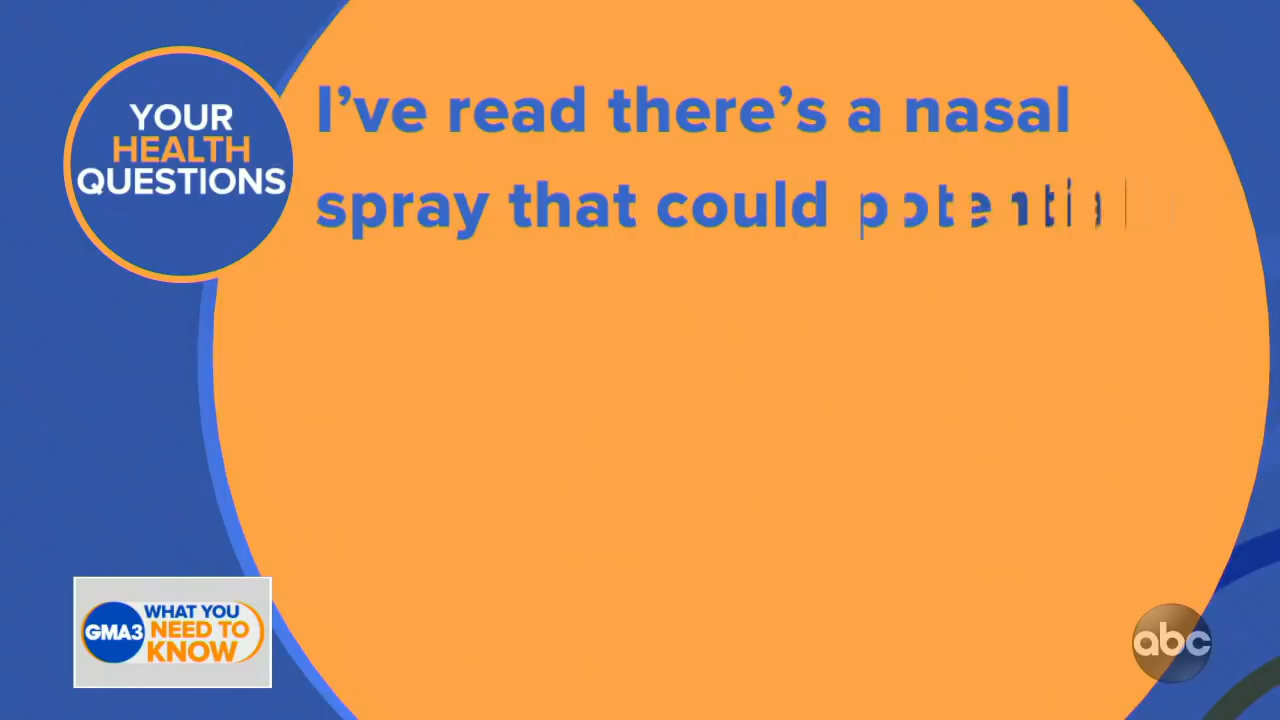 YOUR
HEALTH
QUESTIONS
I've read there's a nasal
spray that could
GMA3
WHAT YOU
NEED TO
KNOW
abc